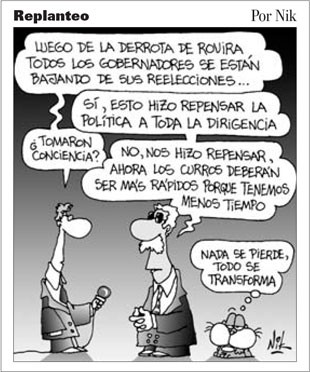 Replanteo
Por Nik
LUEGO DE LA DERROTA DE ROVIRA
TODOS LOS GOBERNADORES SE ESTÁN
BAJANDO DE SUS REELECCIONES...
SÍ, ESTO HIZO REPENSAR LA
POLÍTICA A TODA LA DIRIGENCIA
¿TOMARON
CONCIENCIA?
NO, NOS HIZO REPENSAR,
AHORA LOS CURROS DEBERÁN
SER MÁS RÁPIDOS PORQUE TENEMOS
MENOS TIEMPO
NADA SE PIERDE,
TODO SE
TRANSFORMA
Nik